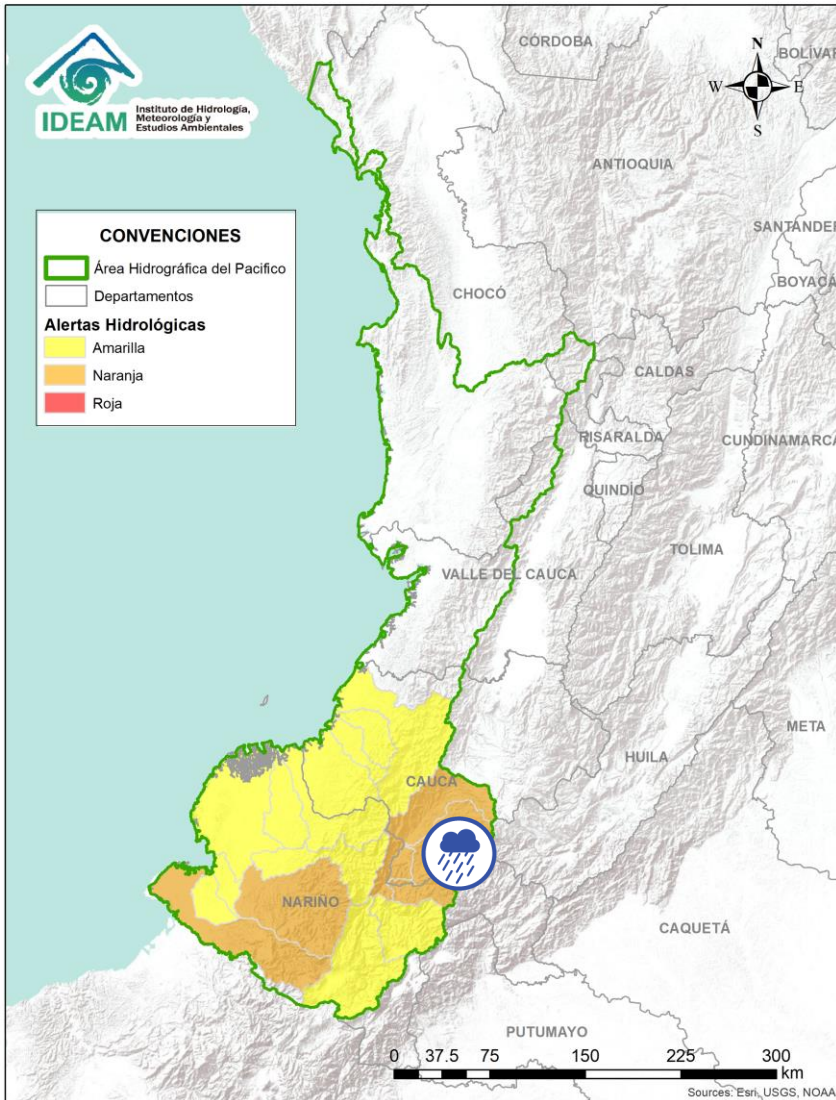 IDEAM
Instituto de Hidrología,
Meteorología y
Estudios Ambientales
CONVENCIONES
Área Hidrográfica del Pacifico
Departamentos
Alertas Hidrológicas
Amarilla
Naranja
Roja
N
W
E
S
CÓRDOBA
BOLÍVAR
ANTIOQUIA
SANTANDER
BOYACÁ
CHOCÓ
CALDAS
RISARALDA
CUNDINAMARCA
QUINDÍO
TOLIMA
VALLE DEL CAUCA
META
HUILA
CAUCA
NARIÑO
CAQUETÁ
PUTUMAYO
0 37.5 75 150 225 300
km
Sources: Esri, USGS, NOAA